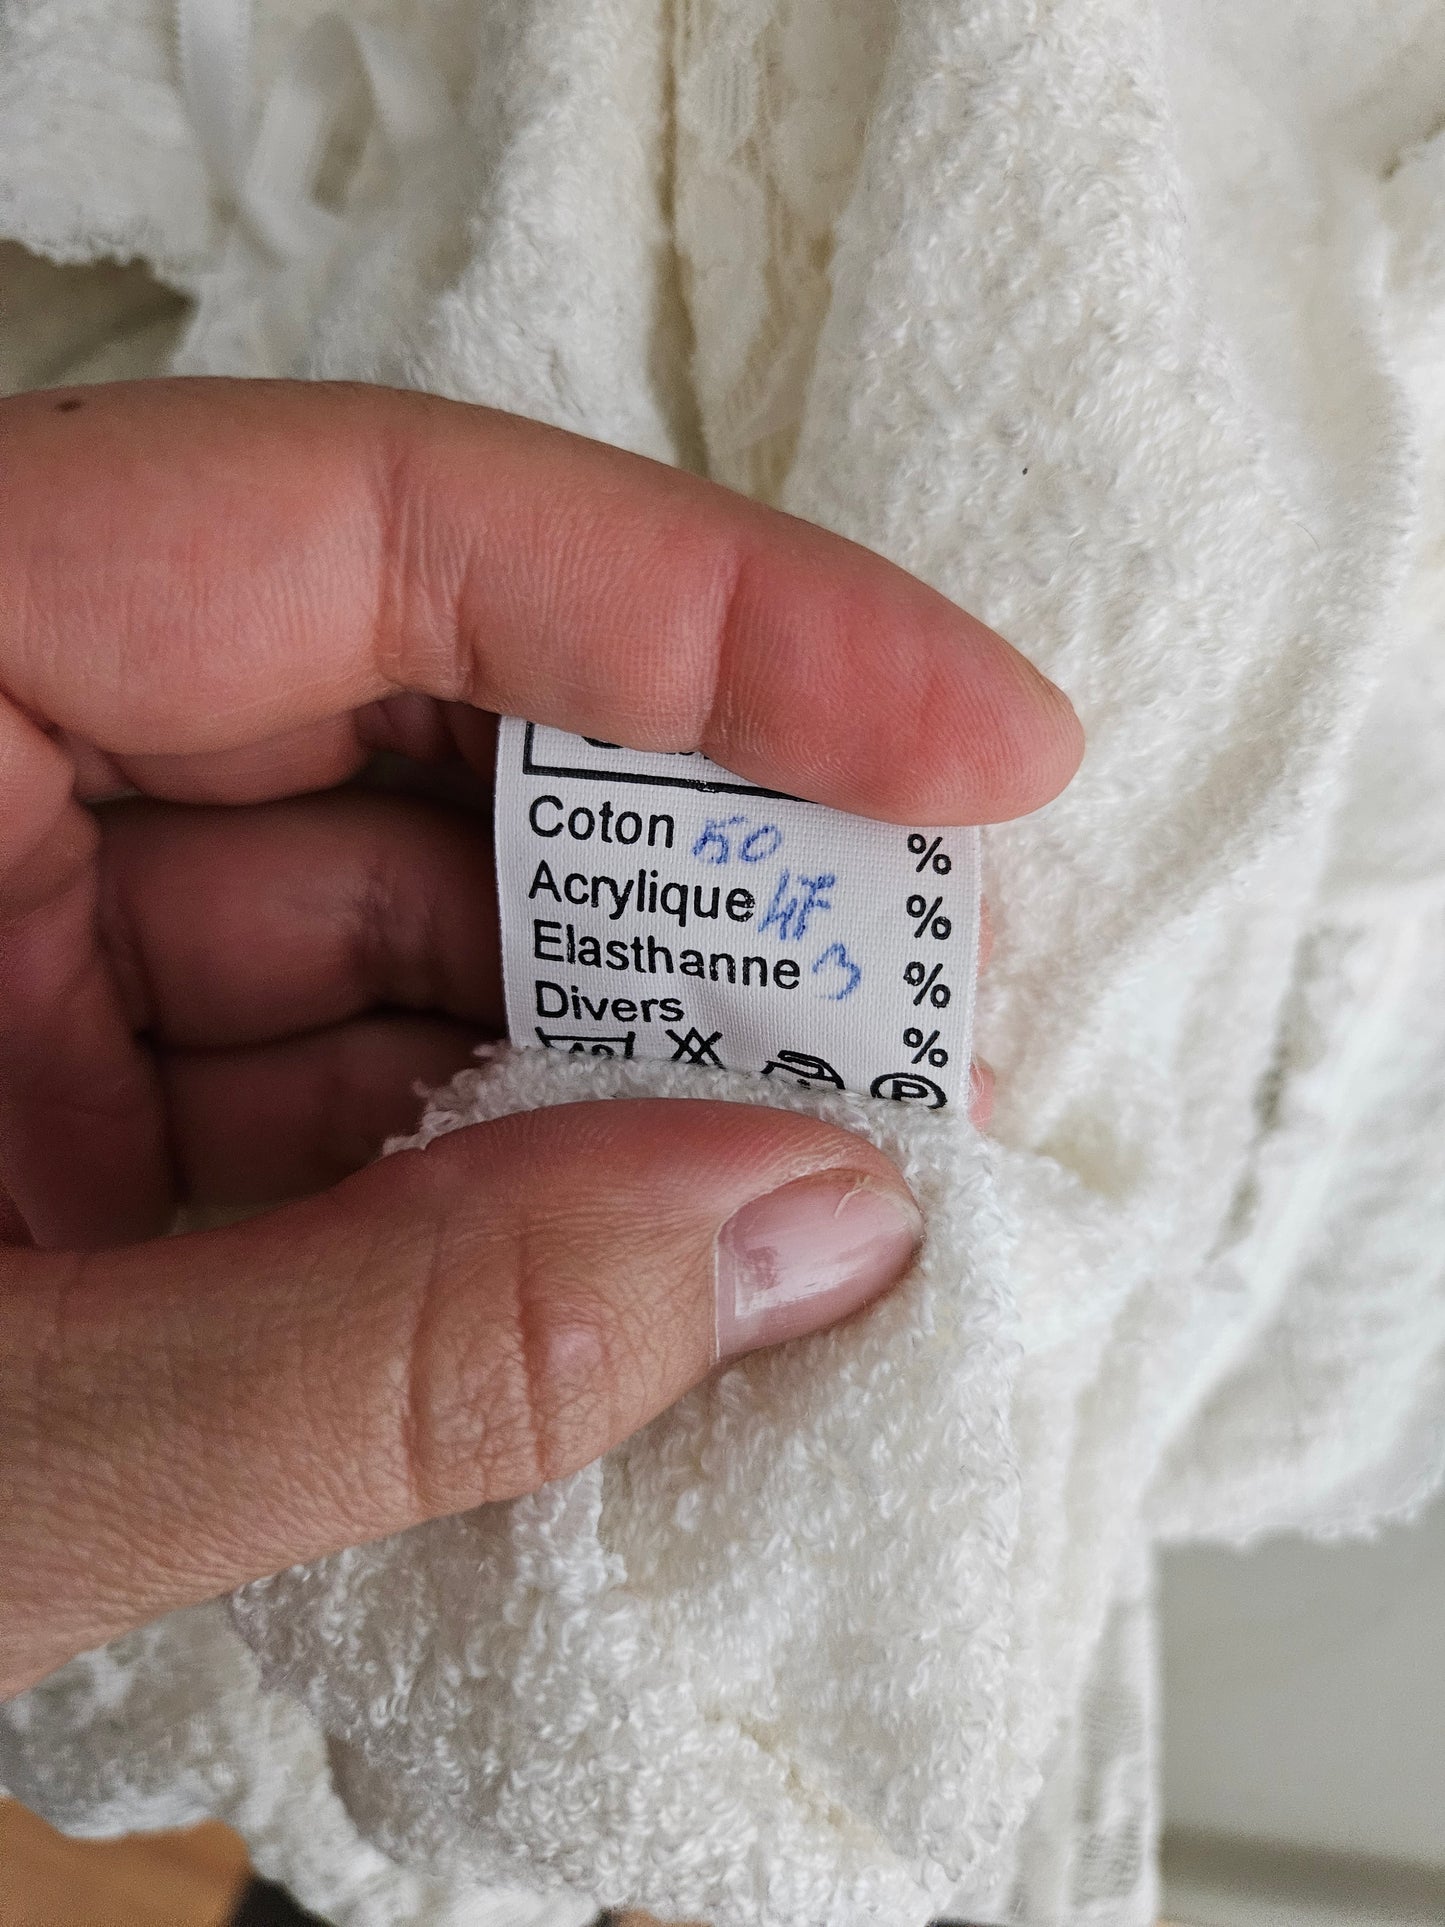 Coton 50 %
Acrylique 47 %
Elasthanne 3 %
Divers %
P